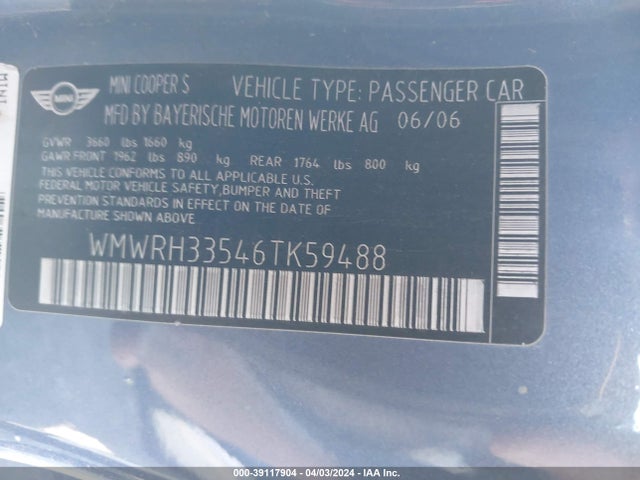 MINI
MINI
MINI COOPER S VEHICLE TYPE: PASSENGER CAR
MFD BY BAYERISCHE MOTOREN WERKE AG 06/06
GVWR 3660 lbs 1660 kg
GAWR FRONT 1962 lbs 890 kg REAR 1764 lbs 800 kg
THIS VEHICLE CONFORMS TO ALL APPLICABLE U.S.
FEDERAL MOTOR VEHICLE SAFETY, BUMPER AND THEFT
PREVENTION STANDARDS IN EFFECT ON THE DATE OF
MANUFACTURE SHOWN ABOVE.
WMWRH33546TK59488
000-39117904 - 04/03/2024 - IAAI Inc.